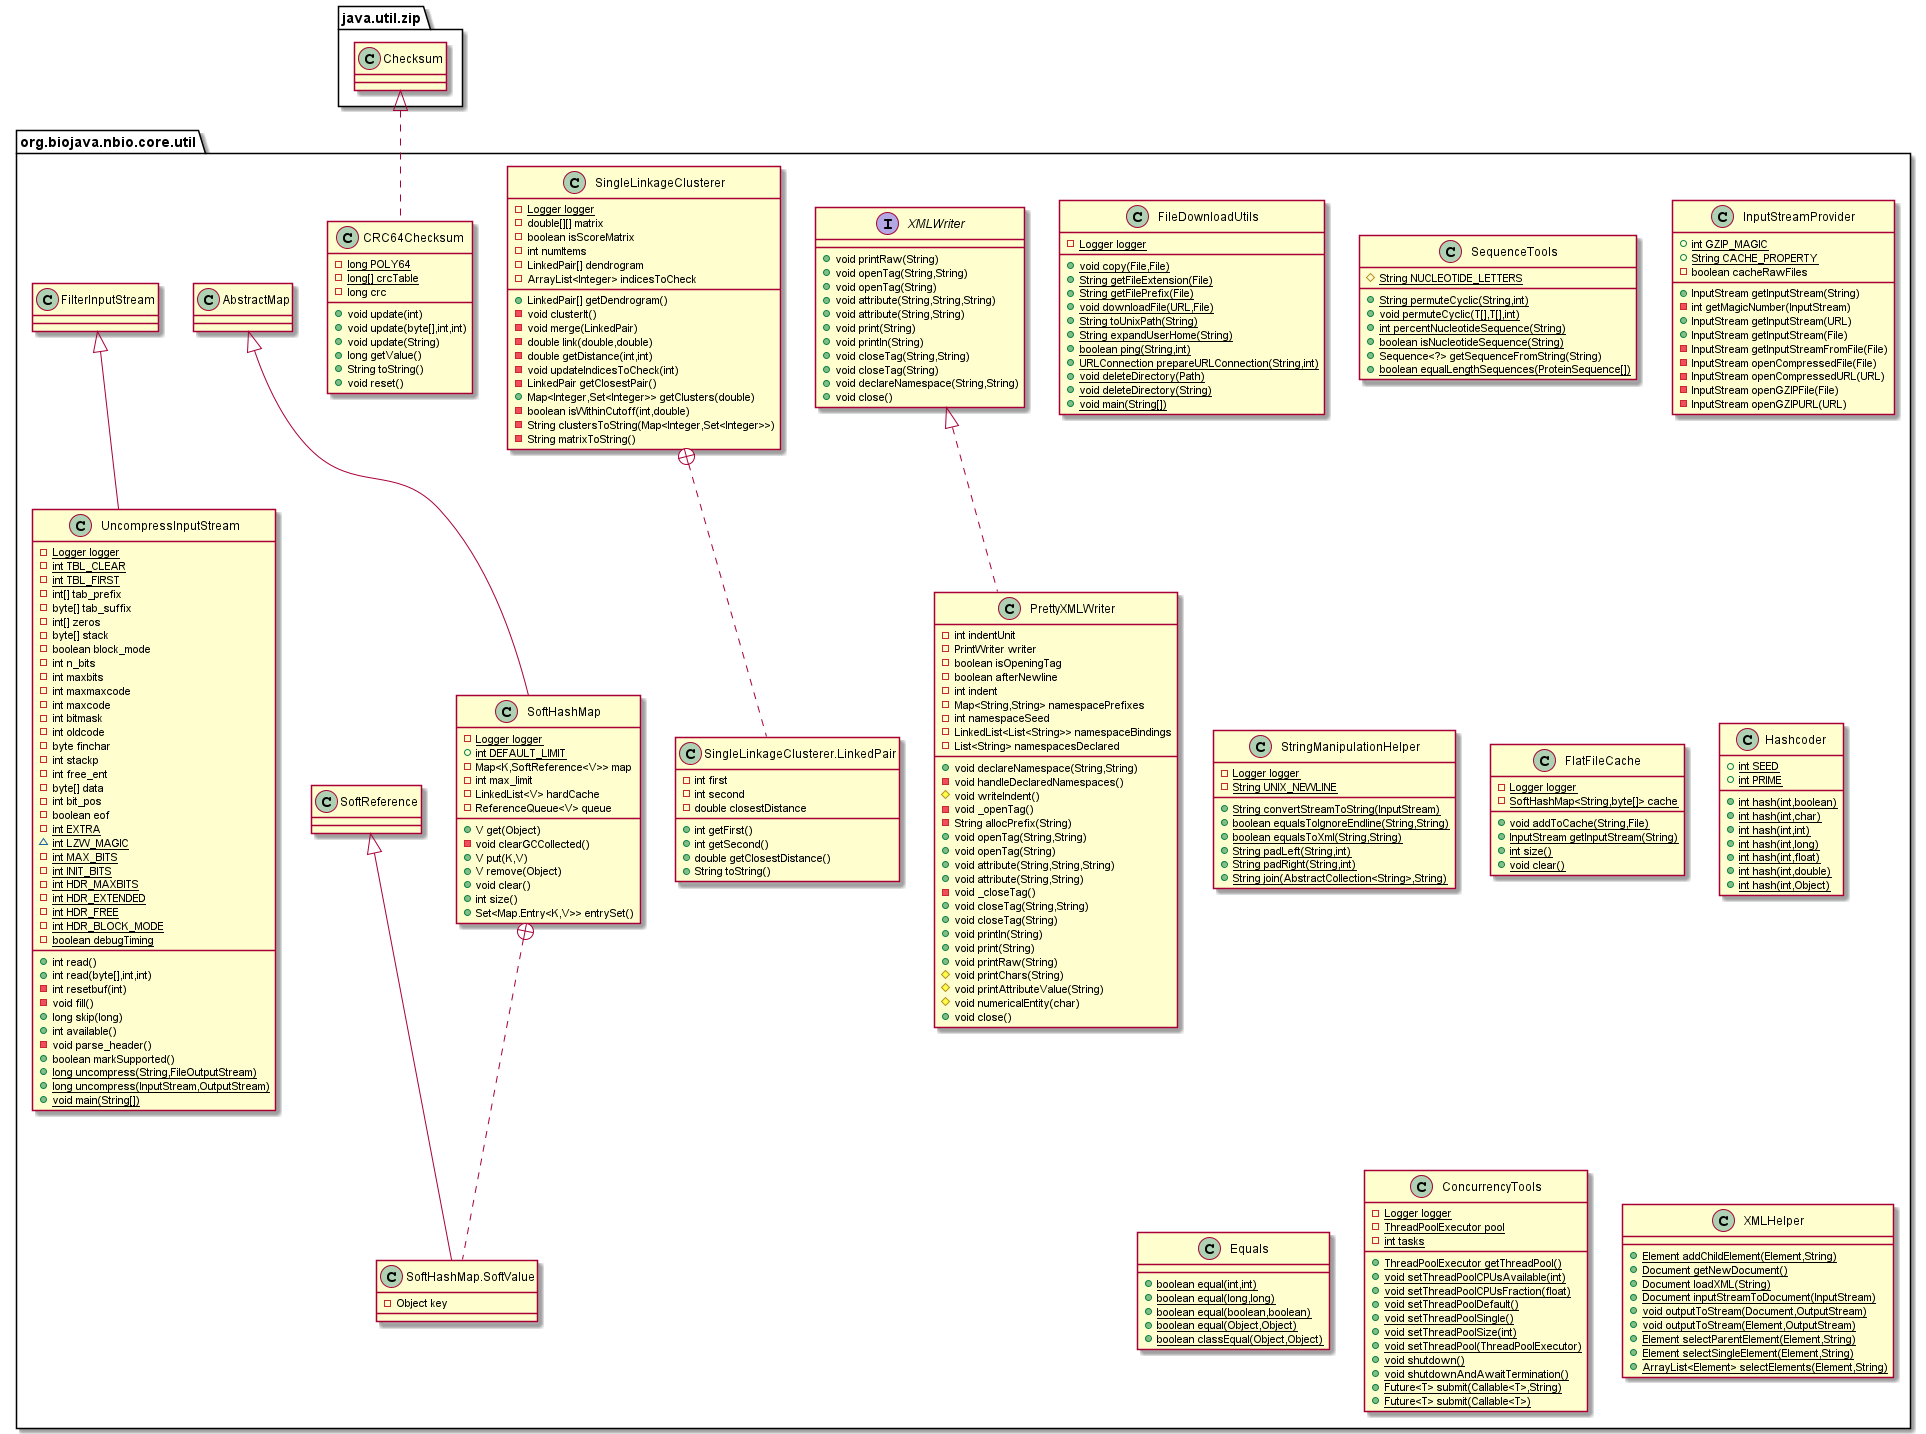 java.util.zip
C Checksum
org.biojava.nbio.core.util
C FilterInputStream
C AbstractMap
C CRC64Checksum
long POLY64
long[] crcTable
long crc
void update(int)
void update(byte[],int,int)
void update(String)
long getValue()
String toString()
void reset()
C SingleLinkageClusterer
Logger logger
double[][] matrix
boolean isScoreMatrix
int numItems
LinkedPair[] dendrogram
ArrayList<Integer> indicesToCheck
LinkedPair[] getDendrogram()
void clusterIt()
void merge(LinkedPair)
double link(double,double)
double getDistance(int,int)
void updateIndicesToCheck(int)
LinkedPair getClosestPair()
Map<Integer,Set<Integer>> getClusters(double)
boolean isWithinCutoff(int,double)
String clustersToString(Map<Integer,Set<Integer>>)
String matrixToString()
I XMLWriter
void printRaw(String)
void openTag(String,String)
void openTag(String)
void attribute(String,String,String)
void attribute(String,String)
void print(String)
void println(String)
void closeTag(String,String)
void closeTag(String)
void declareNamespace(String,String)
void close()
C FileDownloadUtils
Logger logger
void copy(File,File)
String getFileExtension(File)
String getFilePrefix(File)
void downloadFile(URL,File)
String toUnixPath(String)
String expandUserHome(String)
boolean ping(String,int)
URLConnection prepareURLConnection(String,int)
void deleteDirectory(Path)
void deleteDirectory(String)
void main(String[])
C SequenceTools
String NUCLEOTIDE_LETTERS
String permuteCyclic(String,int)
void permuteCyclic(T[],T[],int)
int percentNucleotideSequence(String)
boolean isNucleotideSequence(String)
Sequence<?> getSequenceFromString(String)
boolean equalLengthSequences(ProteinSequence[])
C InputStreamProvider
int GZIP_MAGIC
String CACHE_PROPERTY
boolean cacheRawFiles
InputStream getInputStream(String)
int getMagicNumber(InputStream)
InputStream getInputStream(URL)
InputStream getInputStream(File)
InputStream getInputStreamFromFile(File)
InputStream openCompressedFile(File)
InputStream openCompressedURL(URL)
InputStream openGZIPFile(File)
InputStream openGZIPURL(URL)
C UncompressInputStream
Logger logger
int TBL_CLEAR
int TBL_FIRST
int[] tab_prefix
byte[] tab_suffix
int[] zeros
byte[] stack
boolean block_mode
int n_bits
int maxbits
int maxmaxcode
int maxcode
int bitmask
int oldcode
byte finchar
int stackp
int free_ent
byte[] data
int bit_pos
boolean eof
int EXTRA
int LZW_MAGIC
int MAX_BITS
int INIT_BITS
int HDR_MAXBITS
int HDR_EXTENDED
int HDR_FREE
int HDR_BLOCK_MODE
boolean debugTiming
int read()
int read(byte[],int,int)
int resetbuf(int)
void fill()
long skip(long)
int available()
void parse_header()
boolean markSupported()
long uncompress(String,FileOutputStream)
long uncompress(InputStream,OutputStream)
void main(String[])
C SoftReference
C SoftHashMap
Logger logger
int DEFAULT_LIMIT
Map<K,SoftReference<V>> map
int max_limit
LinkedList<V> hardCache
ReferenceQueue<V> queue
V get(Object)
void clearGCCollected()
V put(K,V)
V remove(Object)
void clear()
int size()
Set<Map.Entry<K,V>> entrySet()
C SingleLinkageClusterer.LinkedPair
int first
int second
double closestDistance
int getFirst()
int getSecond()
double getClosestDistance()
String toString()
C PrettyXMLWriter
int indentUnit
PrintWriter writer
boolean isOpeningTag
boolean afterNewline
int indent
Map<String,String> namespacePrefixes
int namespaceSeed
LinkedList<List<String>> namespaceBindings
List<String> namespacesDeclared
void declareNamespace(String,String)
void handleDeclaredNamespaces()
void writeIndent()
void _openTag()
String allocPrefix(String)
void openTag(String,String)
void openTag(String)
void attribute(String,String,String)
void attribute(String,String)
void _closeTag()
void closeTag(String,String)
void closeTag(String)
void println(String)
void print(String)
void printRaw(String)
void printChars(String)
void printAttributeValue(String)
void numericalEntity(char)
void close()
C StringManipulationHelper
Logger logger
String UNIX_NEWLINE
String convertStreamToString(InputStream)
boolean equalsToIgnoreEndline(String,String)
boolean equalsToXml(String,String)
String padLeft(String,int)
String padRight(String,int)
String join(AbstractCollection<String>,String)
C FlatFileCache
Logger logger
SoftHashMap<String,byte[]> cache
void addToCache(String,File)
InputStream getInputStream(String)
int size()
void clear()
C Hashcoder
int SEED
int PRIME
int hash(int,boolean)
int hash(int,char)
int hash(int,int)
int hash(int,long)
int hash(int,float)
int hash(int,double)
int hash(int,Object)
C SoftHashMap.SoftValue
Object key
C Equals
boolean equal(int,int)
boolean equal(long,long)
boolean equal(boolean,boolean)
boolean equal(Object,Object)
boolean classEqual(Object,Object)
C ConcurrencyTools
Logger logger
ThreadPoolExecutor pool
int tasks
ThreadPoolExecutor getThreadPool()
void setThreadPoolCPUsAvailable(int)
void setThreadPoolCPUsFraction(float)
void setThreadPoolDefault()
void setThreadPoolSingle()
void setThreadPoolSize(int)
void setThreadPool(ThreadPoolExecutor)
void shutdown()
void shutdownAndAwaitTermination()
Future<T> submit(Callable<T>,String)
Future<T> submit(Callable<T>)
C XMLHelper
Element addChildElement(Element,String)
Document getNewDocument()
Document loadXML(String)
Document inputStreamToDocument(InputStream)
void outputToStream(Document,OutputStream)
void outputToStream(Element,OutputStream)
Element selectParentElement(Element,String)
Element selectSingleElement(Element,String)
ArrayList<Element> selectElements(Element,String)